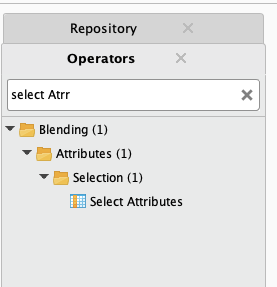 Repository
Operators
select Atrr
Blending (1)
Attributes (1)
Selection (1)
Select Attributes